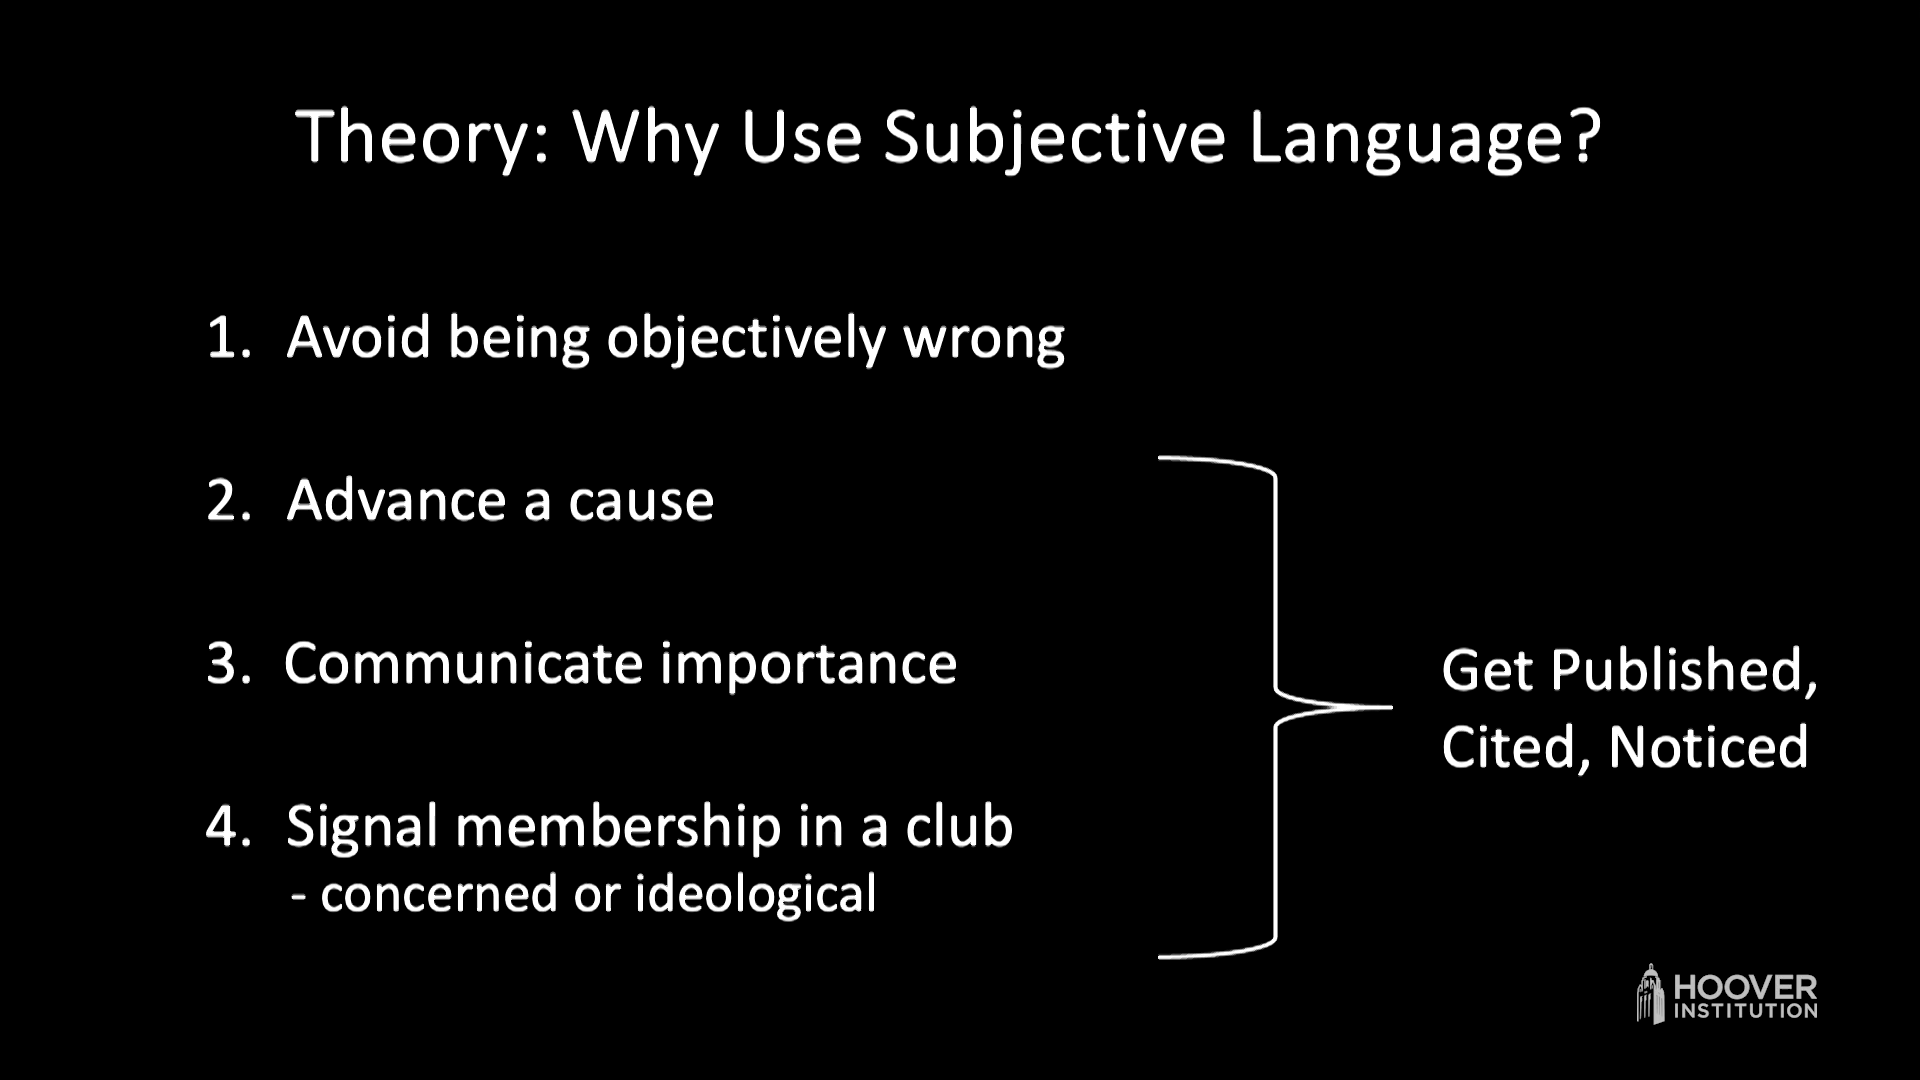 Theory: Why Use Subjective Language?
1. Avoid being objectively wrong
2. Advance a cause
3. Communicate importance
4. Signal membership in a club
- concerned or ideological
Get Published,
Cited, Noticed
HOOVER
INSTITUTION